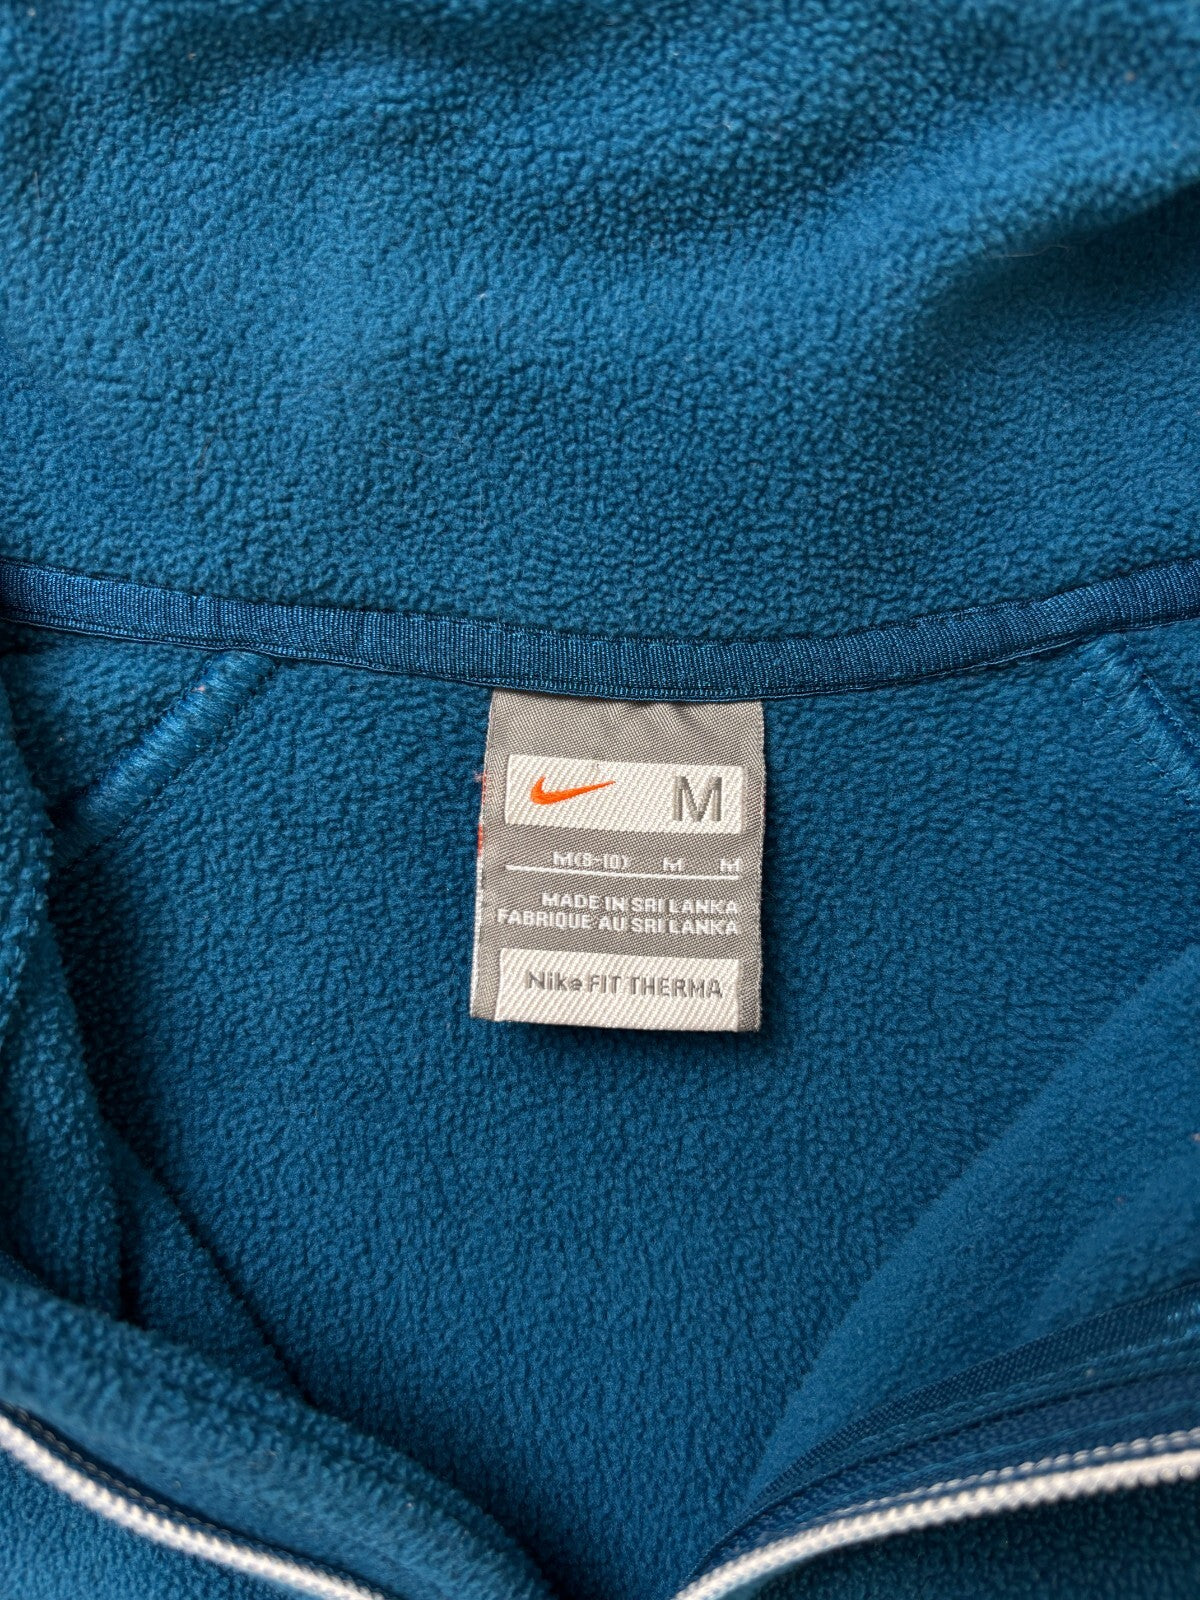 M
M(8-10) M M
MADE IN SRI LANKA
FABRIQUE AU SRI LANKA
Nike FIT THERMA